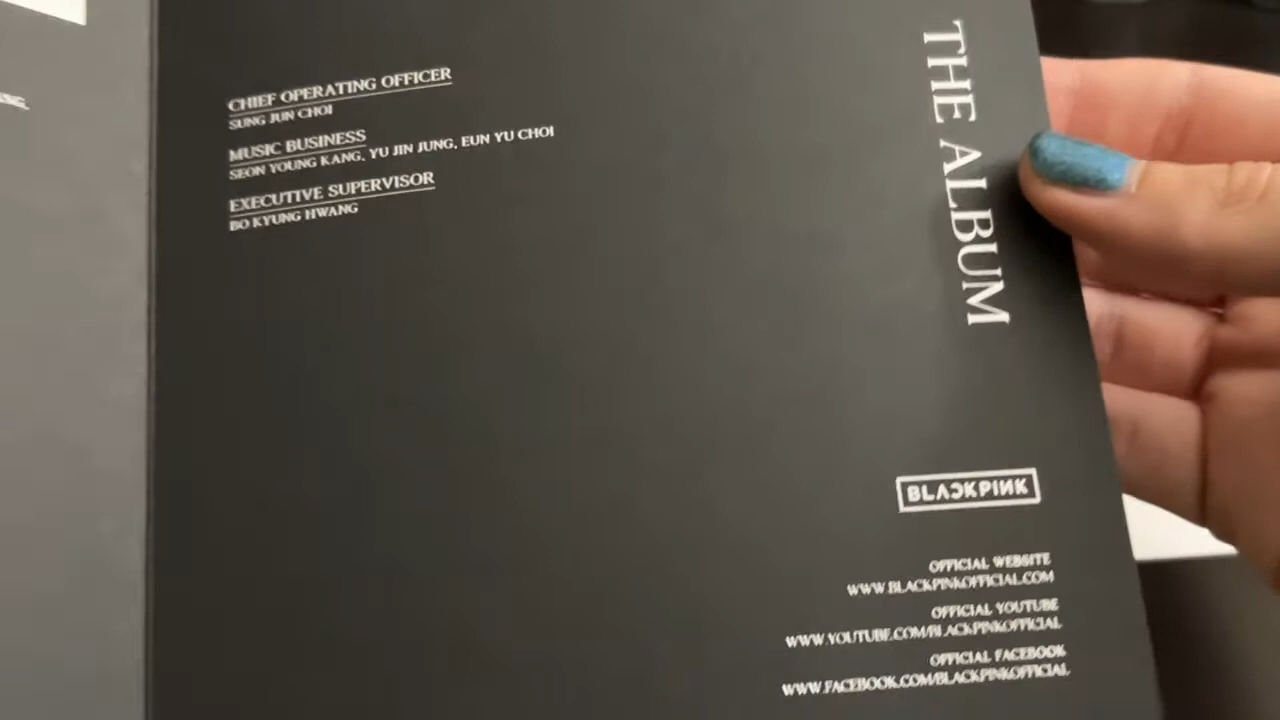 CHIEF OPERATING OFFICER
SUNG JUN CHOI
MUSIC BUSINESS
SEON YOUNG KANG, YU JIN JUNG, EUN YU CHOI
EXECUTIVE SUPERVISOR
BO KYUNG HWANG
THE ALBUM
BLACKPINK
OFFICIAL WEBSITE
WWW.BLACKPINKOFFICIAL.COM
OFFICIAL YOUTUBE
WWW.YOUTUBE.COM/BLACKPINKOFFICIAL
OFFICIAL FACEBOOK
WWW.FACEBOOK.COM/BLACKPINKOFFICIAL